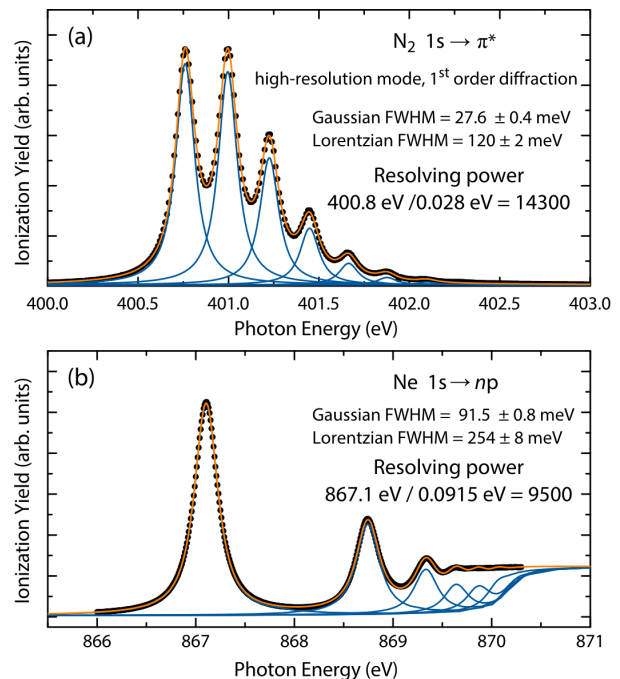 (a)
N₂ 1s → π*
high-resolution mode, 1ˢᵗ order diffraction
Gaussian FWHM = 27.6 ± 0.4 meV
Lorentzian FWHM = 120 ± 2 meV
Resolving power
400.8 eV /0.028 eV = 14300
Ionization Yield (arb. units)
400.0 400.5 401.0 401.5 402.0 402.5 403.0
Photon Energy (eV)
(b)
Ne 1s → np
Gaussian FWHM = 91.5 ± 0.8 meV
Lorentzian FWHM = 254 ± 8 meV
Resolving power
867.1 eV / 0.0915 eV = 9500
Ionization Yield (arb. units)
866 867 868 869 870 871
Photon Energy (eV)